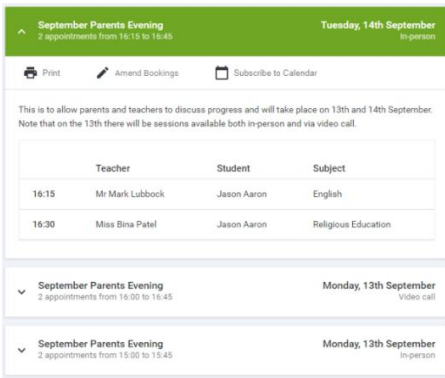 September Parents Evening Tuesday, 14th September
2 appointments from 16:15 to 16:45 In-person
Print Amend Bookings Subscribe to Calendar
This is to allow parents and teachers to discuss progress and will take place on 13th and 14th September.
Note that on the 13th there will be sessions available both in-person and via video call.
Teacher Student Subject
16:15 Mr Mark Lubbock Jason Aaron English
16:30 Miss Bina Patel Jason Aaron Religious Education
September Parents Evening Monday, 13th September
2 appointments from 16:00 to 16:45 Video call
September Parents Evening Monday, 13th September
2 appointments from 15:00 to 15:45 In-person